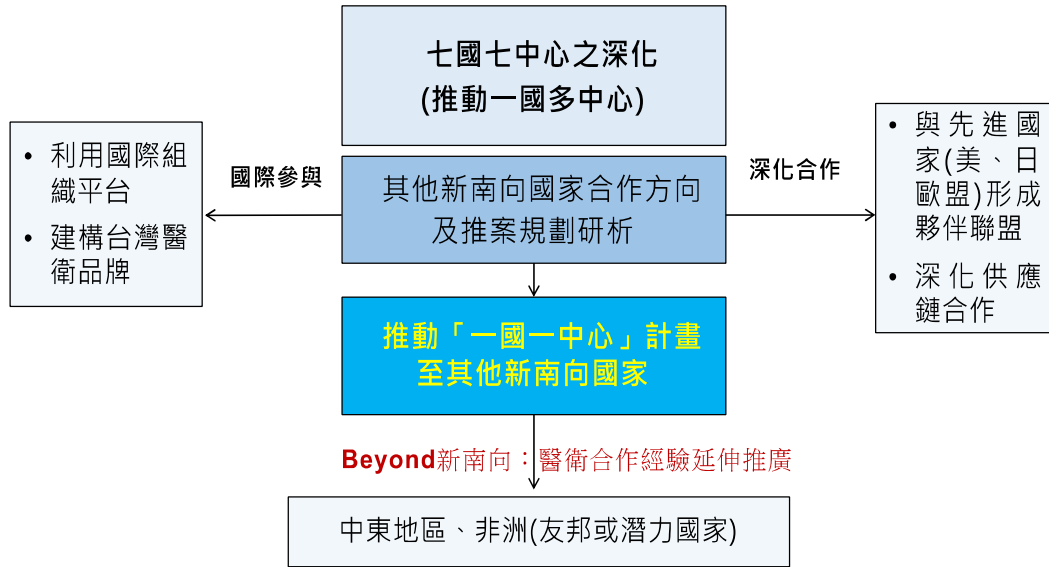 七國七中心之深化
(推動一國多中心)
• 利用國際組
織平台
• 建構台灣醫
衛品牌
國際參與
其他新南向國家合作方向
及推案規劃研析
深化合作
• 與先進國
家(美、日
歐盟)形成
夥伴聯盟
• 深化供應
鏈合作
推動「一國一中心」計畫
至其他新南向國家
Beyond新南向：醫衛合作經驗延伸推廣
中東地區、非洲(友邦或潛力國家)